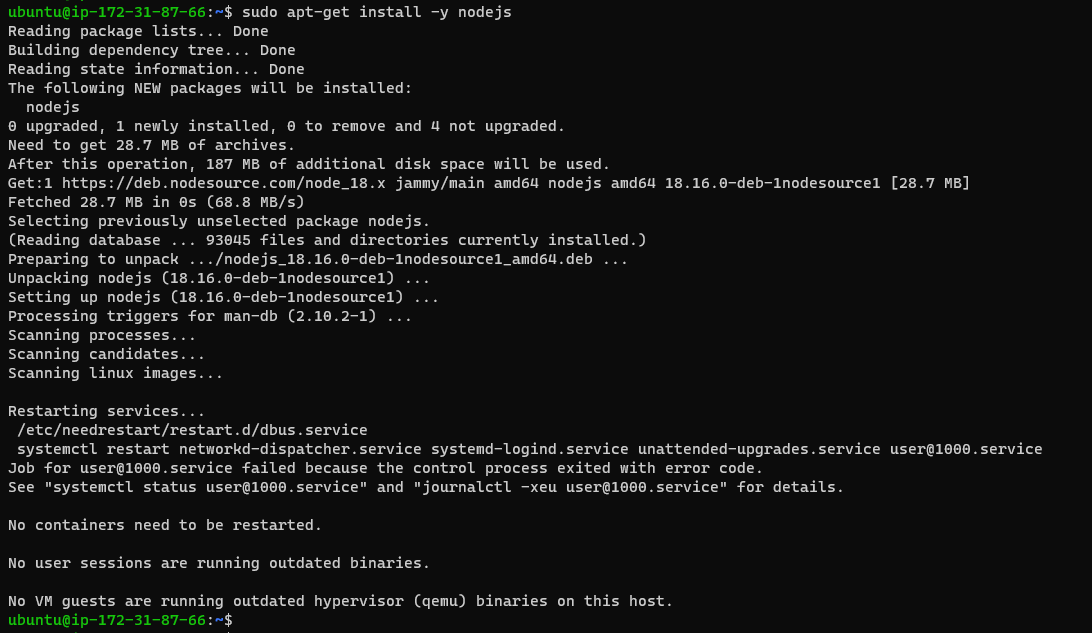 ubuntu@ip-172-31-87-66:~$ sudo apt-get install -y nodejs
Reading package lists... Done
Building dependency tree... Done
Reading state information... Done
The following NEW packages will be installed:
  nodejs
0 upgraded, 1 newly installed, 0 to remove and 4 not upgraded.
Need to get 28.7 MB of archives.
After this operation, 187 MB of additional disk space will be used.
Get:1 https://deb.nodesource.com/node_18.x jammy/main amd64 nodejs amd64 18.16.0-deb-1nodesource1 [28.7 MB]
Fetched 28.7 MB in 0s (68.8 MB/s)
Selecting previously unselected package nodejs.
(Reading database ... 93045 files and directories currently installed.)
Preparing to unpack .../nodejs_18.16.0-deb-1nodesource1_amd64.deb ...
Unpacking nodejs (18.16.0-deb-1nodesource1) ...
Setting up nodejs (18.16.0-deb-1nodesource1) ...
Processing triggers for man-db (2.10.2-1) ...
Scanning processes...
Scanning candidates...
Scanning linux images...

Restarting services...
 /etc/needrestart/restart.d/dbus.service
 systemctl restart networkd-dispatcher.service systemd-logind.service unattended-upgrades.service user@1000.service
Job for user@1000.service failed because the control process exited with error code.
See "systemctl status user@1000.service" and "journalctl -xeu user@1000.service" for details.

No containers need to be restarted.

No user sessions are running outdated binaries.

No VM guests are running outdated hypervisor (qemu) binaries on this host.
ubuntu@ip-172-31-87-66:~$